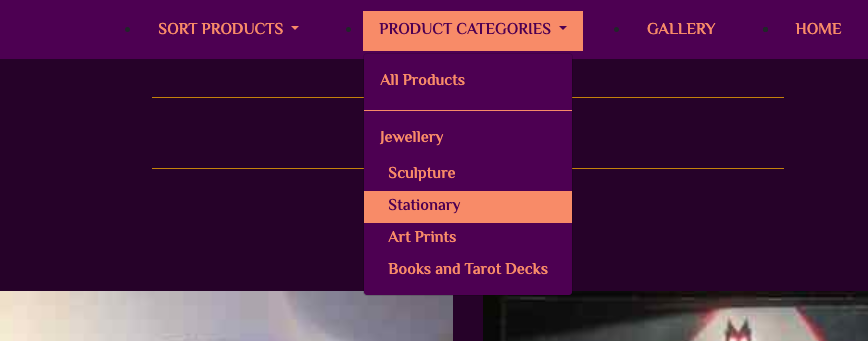 SORT PRODUCTS
PRODUCT CATEGORIES
GALLERY
HOME
All Products
Jewellery
Sculpture
Stationary
Art Prints
Books and Tarot Decks